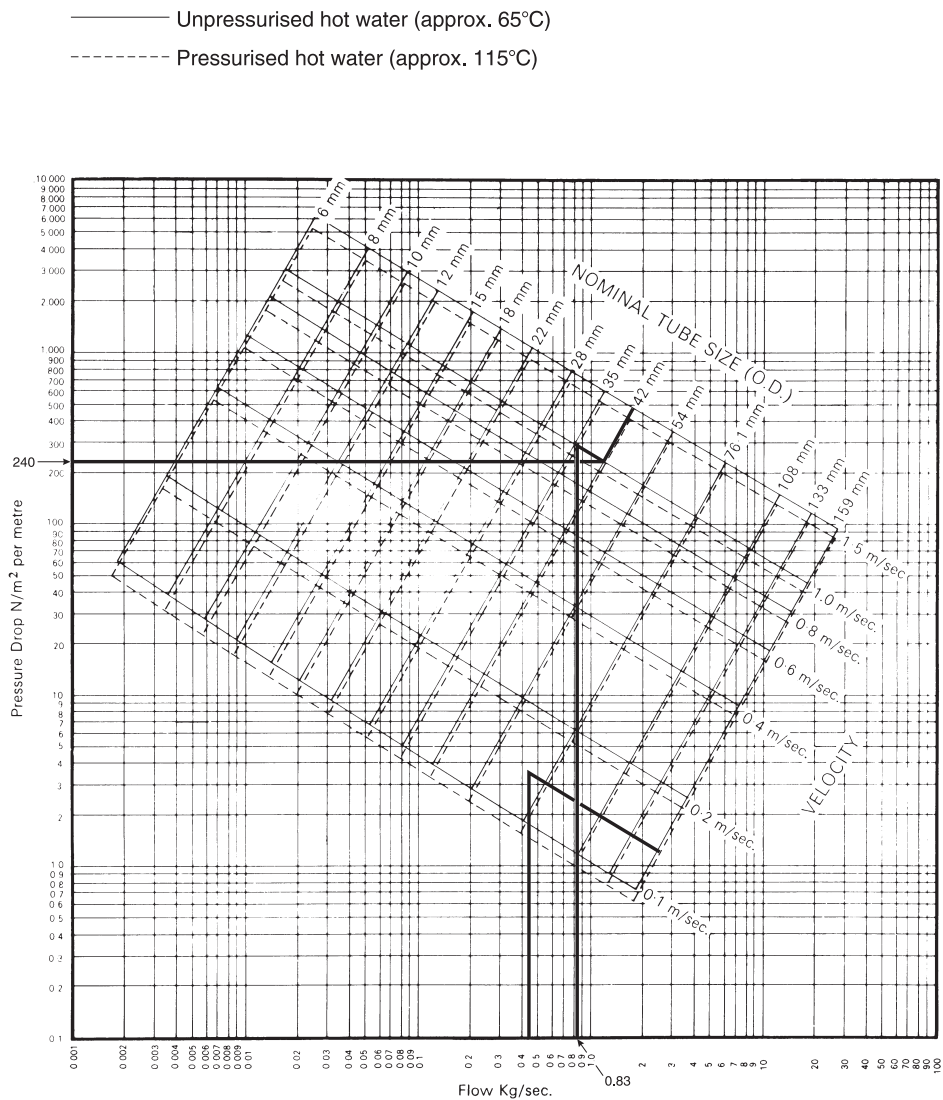 Unpressurised hot water (approx. 65°C)
Pressurised hot water (approx. 115°C)
10 000
9 000
8 000
7 000
6 000
5 000
4 000
3 000
2 000
1 000
900
800
700
600
500
400
300
240
200
100
90
80
70
60
50
40
30
20
10
9
8
7
6
5
4
3
2
1 0
0 9
0 8
0 7
0 6
0 5
0 4
0 3
0 2
0 1
Pressure Drop N/m² per metre
6 mm
8 mm
10 mm
12 mm
15 mm
18 mm
22 mm
28 mm
35 mm
42 mm
54 mm
76·1 mm
108 mm
133 mm
159 mm
NOMINAL TUBE SIZE (O.D.)
1·5 m/sec.
1·0 m/sec.
0·8 m/sec.
0·6 m/sec.
0·4 m/sec.
0·2 m/sec.
0·1 m/sec.
VELOCITY
0 001 0 002 0 003 0 004 0 005 0 006 0 007 0 008 0 009 0 01 0 02 0 03 0 04 0 05 0 06 0 07 0 08 0 09 0 1 0 2 0 3 0 4 0 5 0 6 0 7 0 8 0 9 1 0 2 3 4 5 6 7 8 9 10 20 30 40 50 60 70 80 90 100
0.83
Flow Kg/sec.